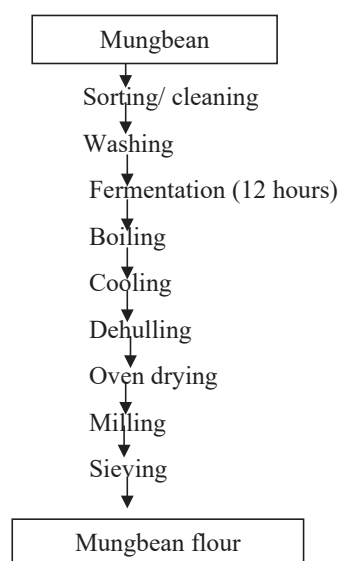 Mungbean
Sorting/ cleaning
Washing
Fermentation (12 hours)
Boiling
Cooling
Dehulling
Oven drying
Milling
Sieving
Mungbean flour